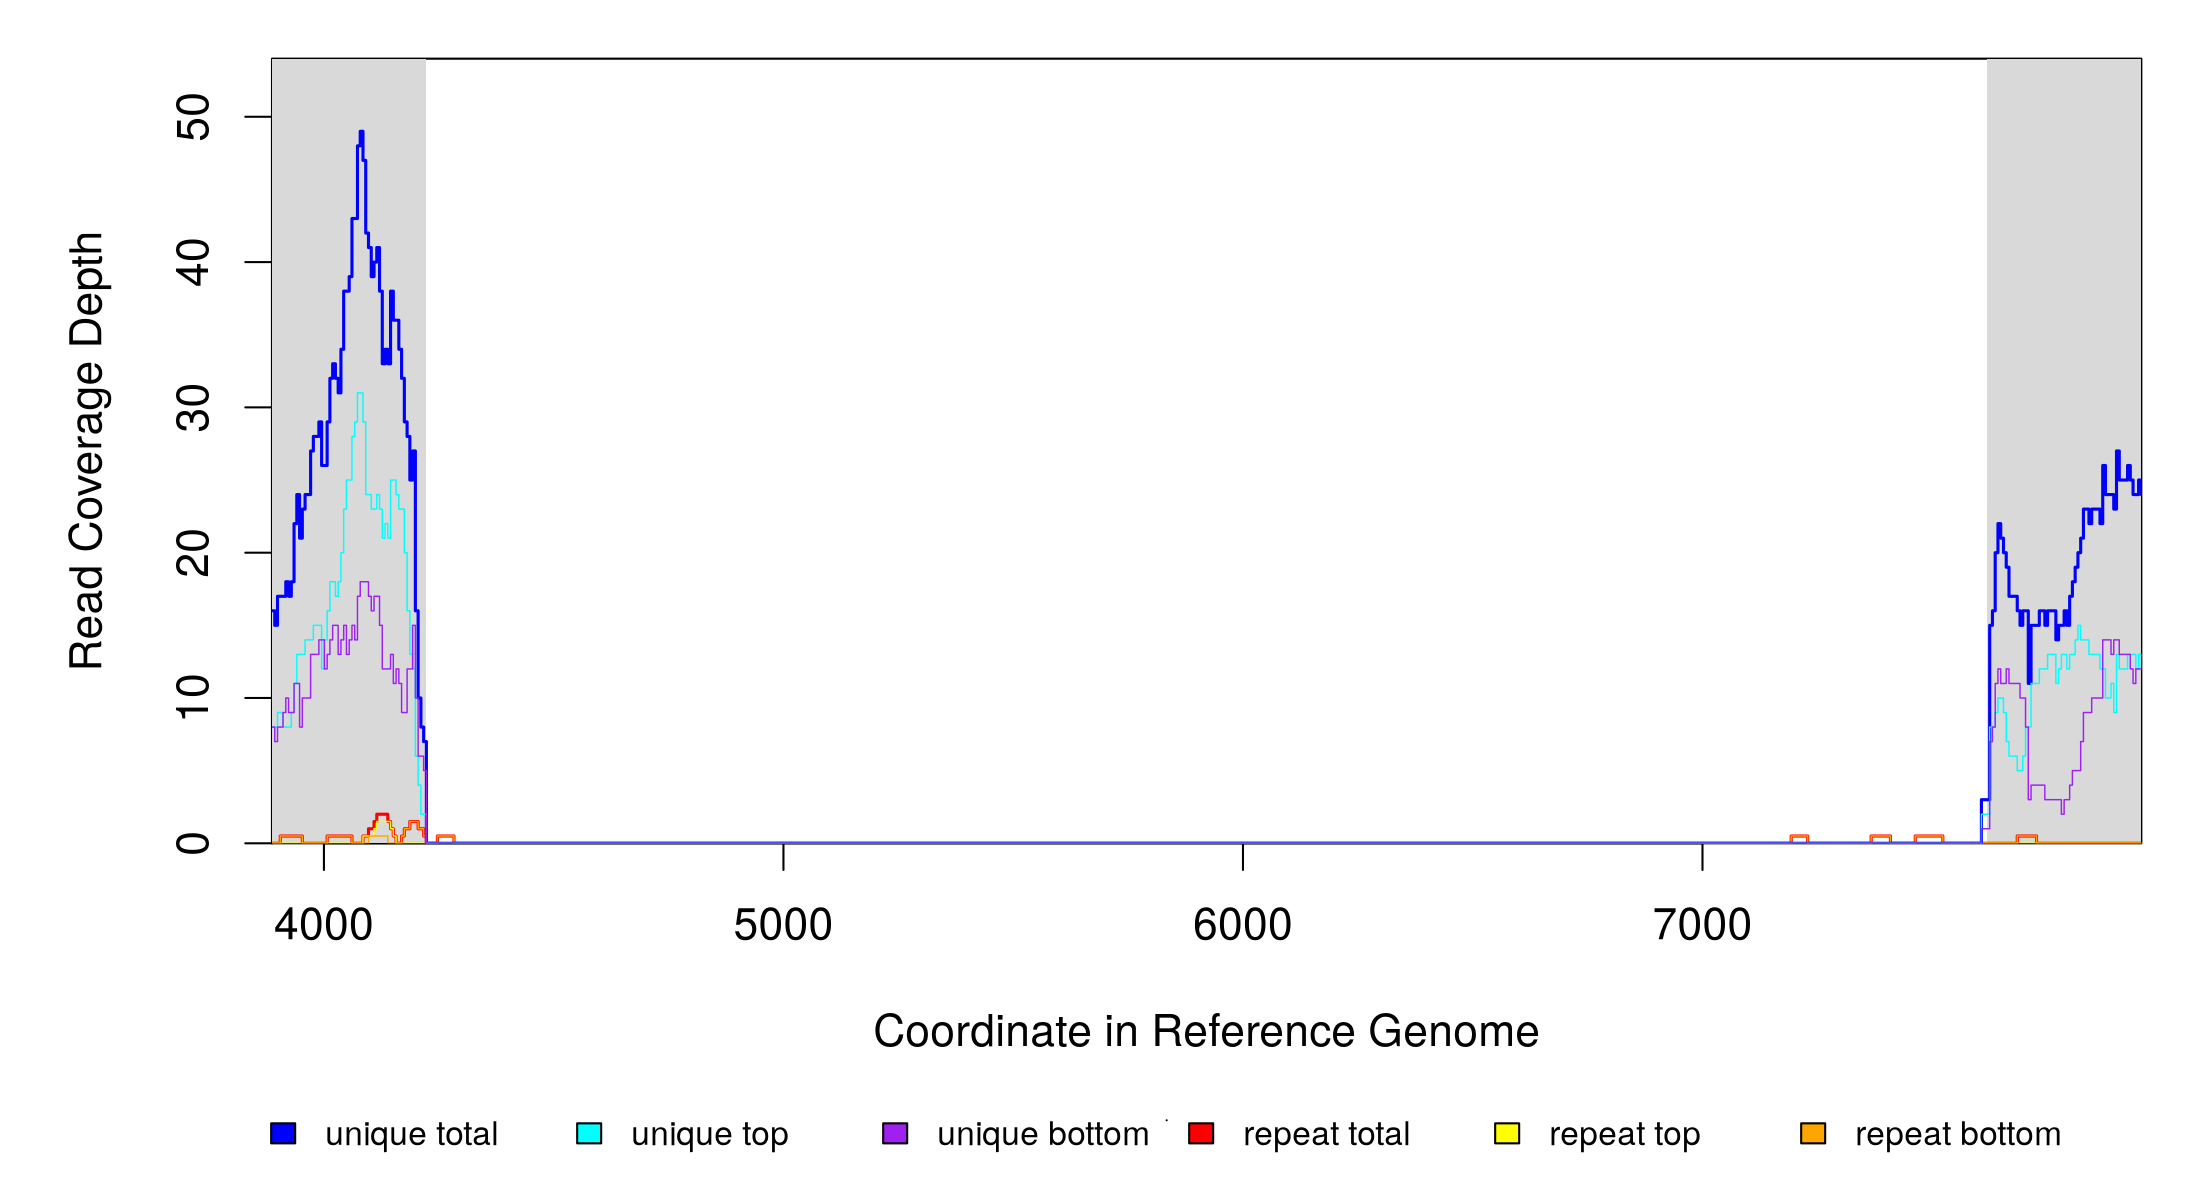 50
40
30
20
10
0
Read Coverage Depth
4000 5000 6000 7000
Coordinate in Reference Genome
unique total unique top unique bottom repeat total repeat top repeat bottom